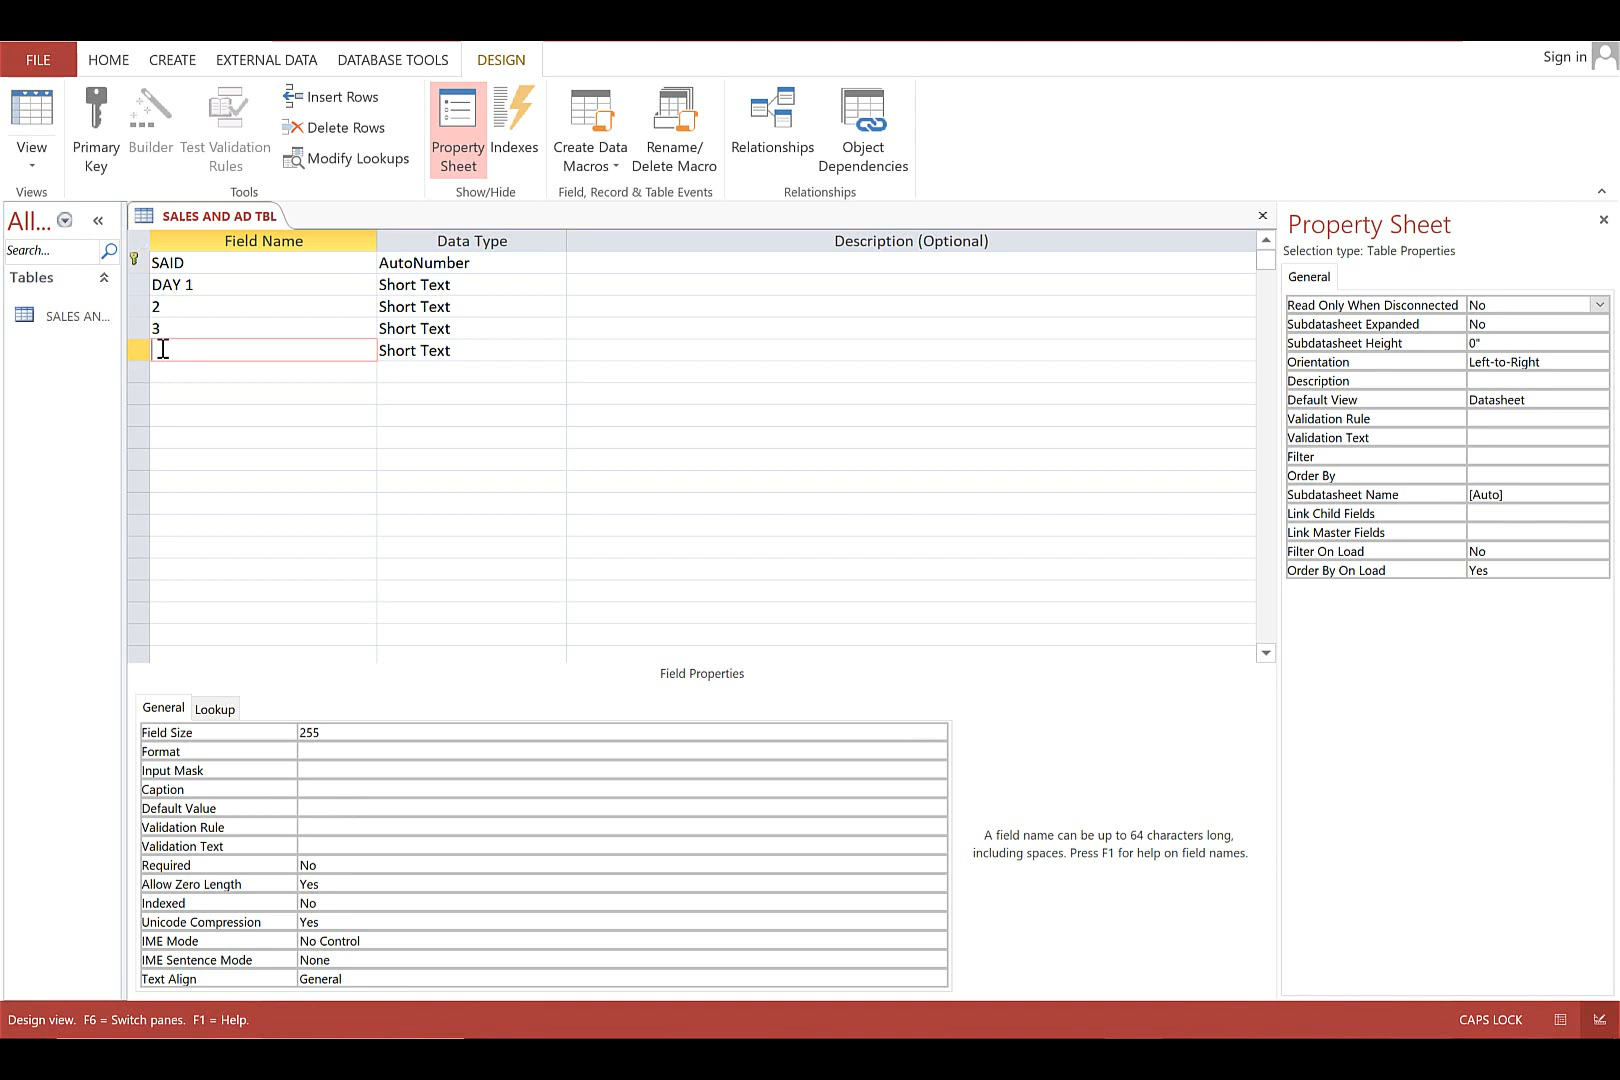 FILE HOME CREATE EXTERNAL DATA DATABASE TOOLS DESIGN Sign in
View
Views
Primary Key
Builder
Test Validation Rules
Insert Rows
Delete Rows
Modify Lookups
Tools
Property Sheet
Indexes
Show/Hide
Create Data Macros
Rename/ Delete Macro
Field, Record & Table Events
Relationships
Object Dependencies
Relationships
All...
Search...
Tables
SALES AN...
SALES AND AD TBL
Field Name Data Type Description (Optional)
SAID AutoNumber
DAY 1 Short Text
2 Short Text
3 Short Text
Short Text
Field Properties
General Lookup
Field Size 255
Format
Input Mask
Caption
Default Value
Validation Rule
Validation Text
Required No
Allow Zero Length Yes
Indexed No
Unicode Compression Yes
IME Mode No Control
IME Sentence Mode None
Text Align General
A field name can be up to 64 characters long,
including spaces. Press F1 for help on field names.
Property Sheet
Selection type: Table Properties
General
Read Only When Disconnected No
Subdatasheet Expanded No
Subdatasheet Height 0"
Orientation Left-to-Right
Description
Default View Datasheet
Validation Rule
Validation Text
Filter
Order By
Subdatasheet Name [Auto]
Link Child Fields
Link Master Fields
Filter On Load No
Order By On Load Yes
Design view. F6 = Switch panes. F1 = Help. CAPS LOCK